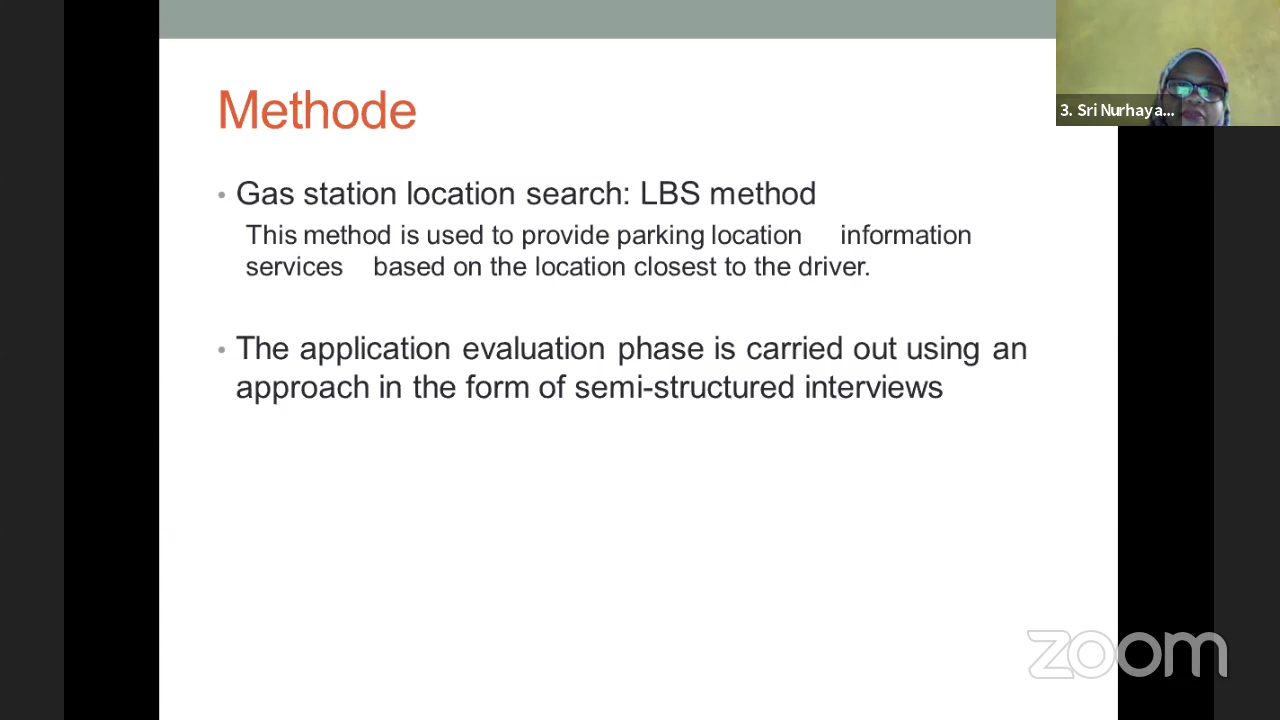 Methode
3. Sri Nurhaya...
• Gas station location search: LBS method
This method is used to provide parking location information
services based on the location closest to the driver.
• The application evaluation phase is carried out using an
approach in the form of semi-structured interviews
zoom